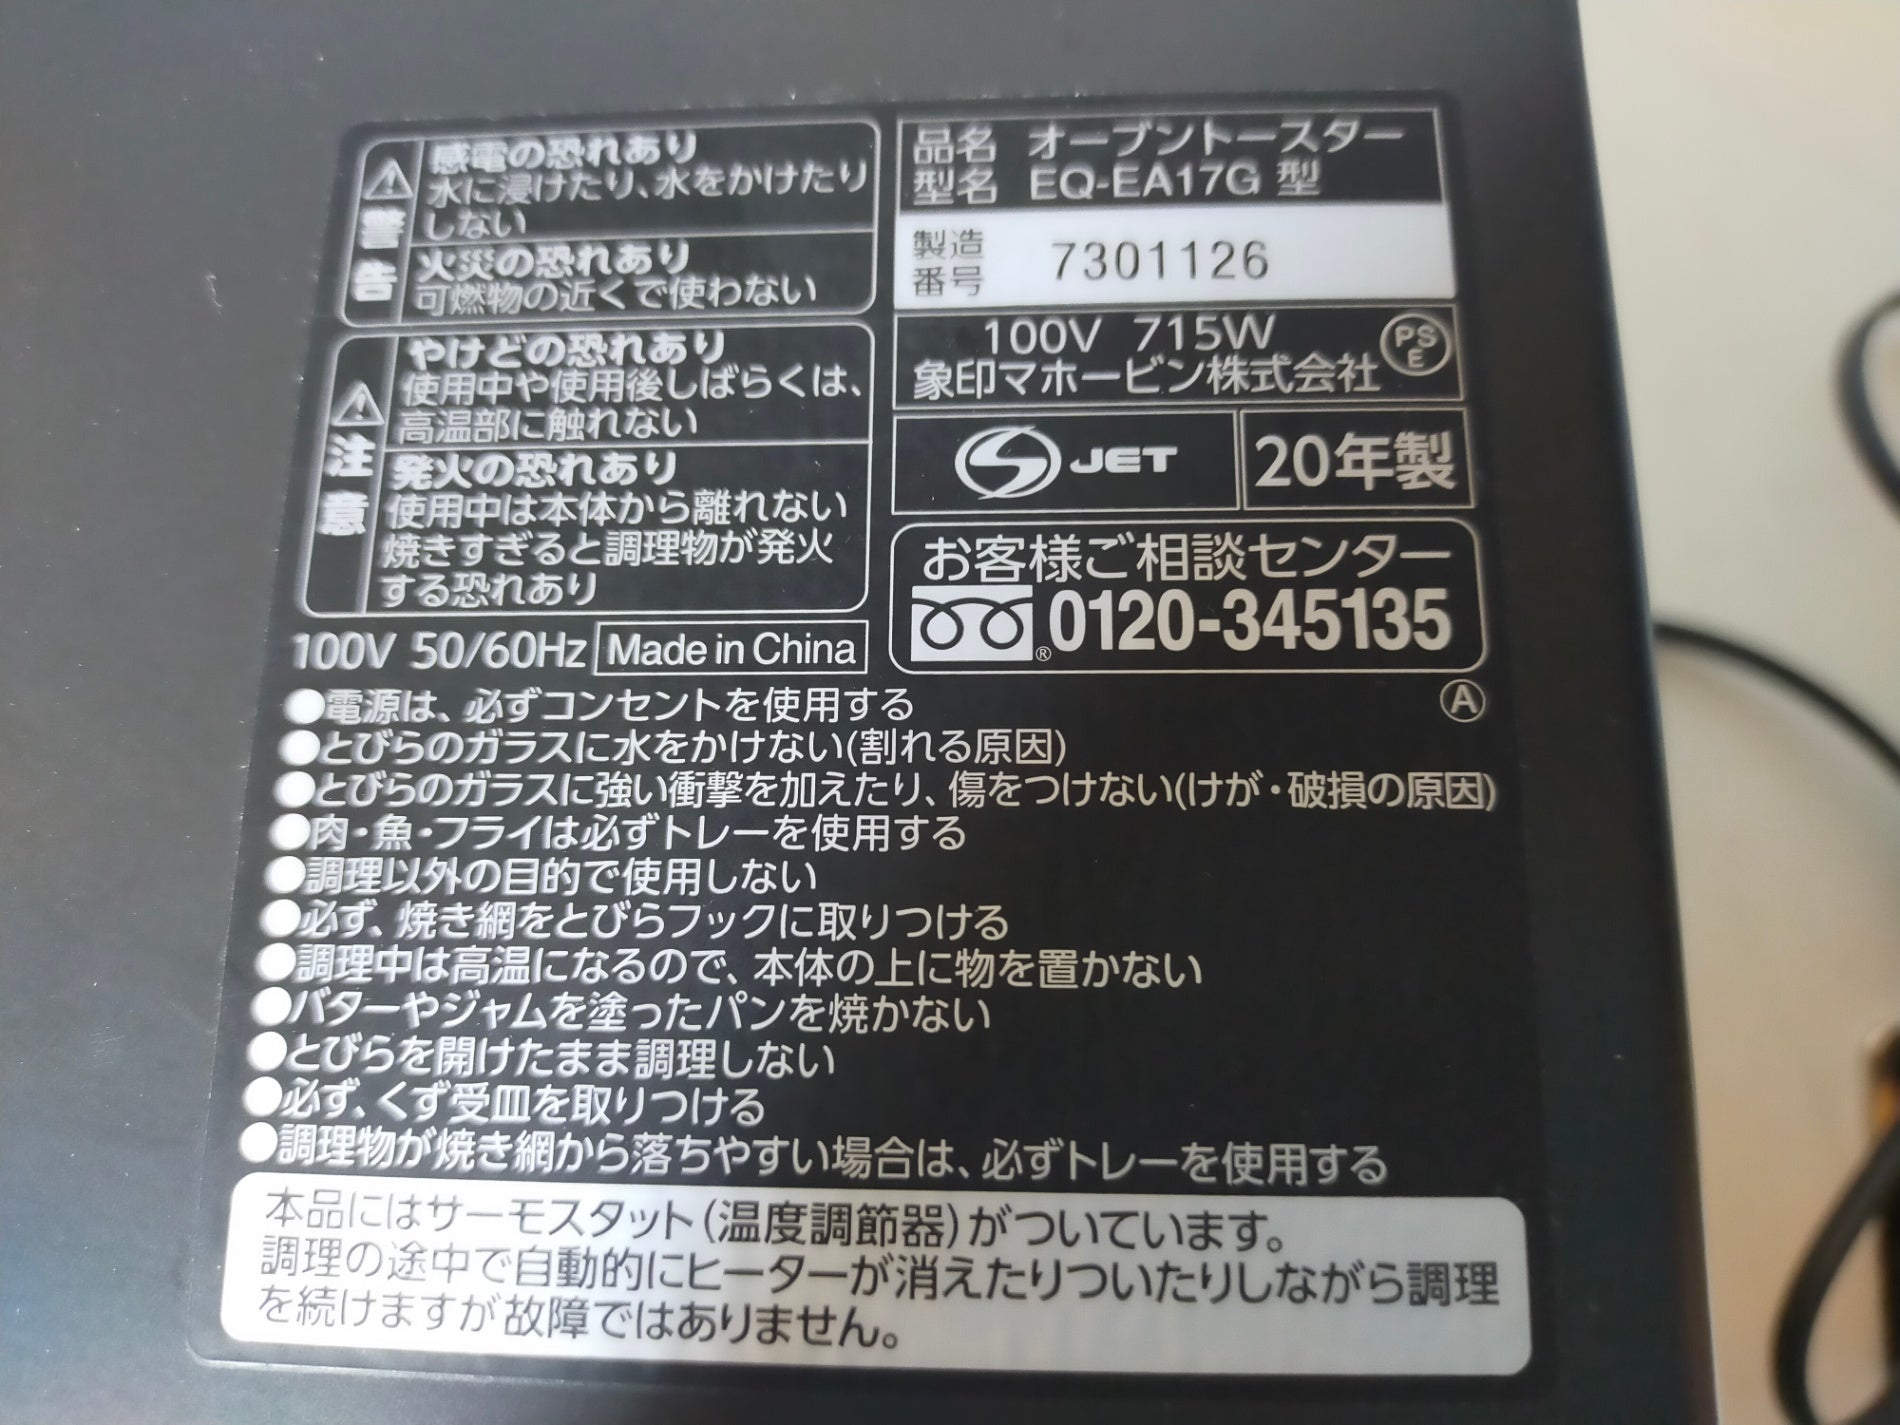 警告
感電の恐れあり
水に浸けたり、水をかけたり
しない
火災の恐れあり
可燃物の近くで使わない
注意
やけどの恐れあり
使用中や使用後しばらくは、
高温部に触れない
発火の恐れあり
使用中は本体から離れない
焼きすぎると調理物が発火
する恐れあり
100V 50/60Hz Made in China
品名 オーブントースター
型名 EQ-EA17G 型
製造番号 7301126
100V 715W
象印マホービン株式会社
PSE
JET 20年製
お客様ご相談センター
®0120-345135
Ⓐ
●電源は、必ずコンセントを使用する
●とびらのガラスに水をかけない(割れる原因)
●とびらのガラスに強い衝撃を加えたり、傷をつけない(けが・破損の原因)
●肉・魚・フライは必ずトレーを使用する
●調理以外の目的で使用しない
●必ず、焼き網をとびらフックに取りつける
●調理中は高温になるので、本体の上に物を置かない
●バターやジャムを塗ったパンを焼かない
●とびらを開けたまま調理しない
●必ず、くず受皿を取りつける
●調理物が焼き網から落ちやすい場合は、必ずトレーを使用する
本品にはサーモスタット(温度調節器)がついています。
調理の途中で自動的にヒーターが消えたりついたりしながら調理
を続けますが故障ではありません。